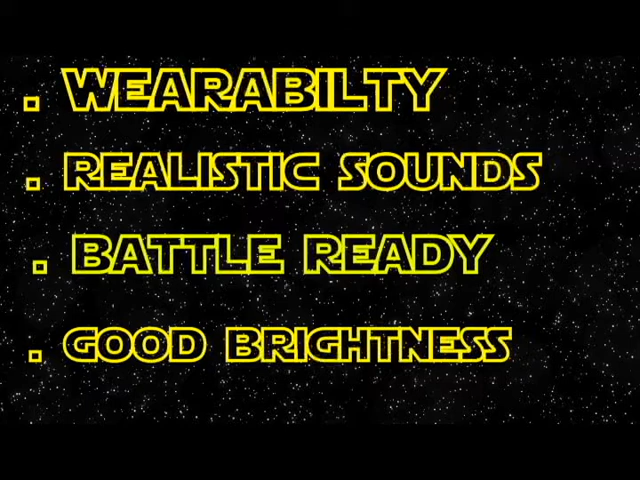 . WEARABILTY
. REALISTIC SOUNDS
. BATTLE READY
. GOOD BRIGHTNESS